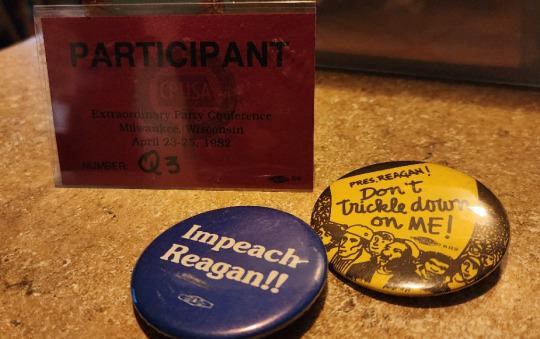 PARTICIPANT
CPUSA
Extraordinary Party Conference
Milwaukee, Wisconsin
April 23-25, 1982
NUMBER: Q3
Impeach
Reagan!!
PRES. REAGAN!
Don't
trickle down
on ME!